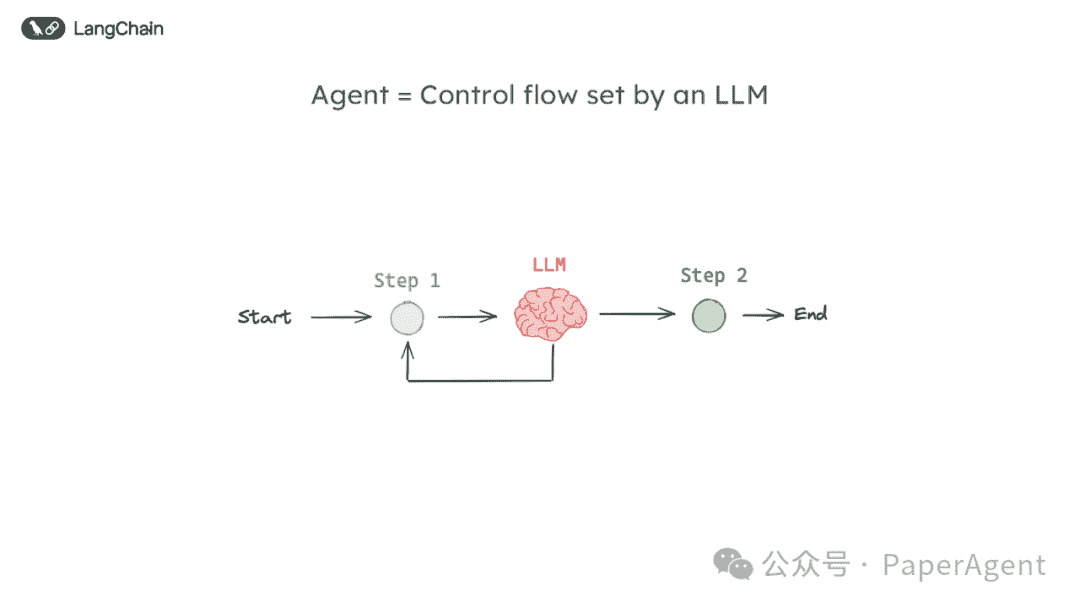 LangChain
Agent = Control flow set by an LLM
LLM
Step 1
Step 2
Start
End
公众号 · PaperAgent